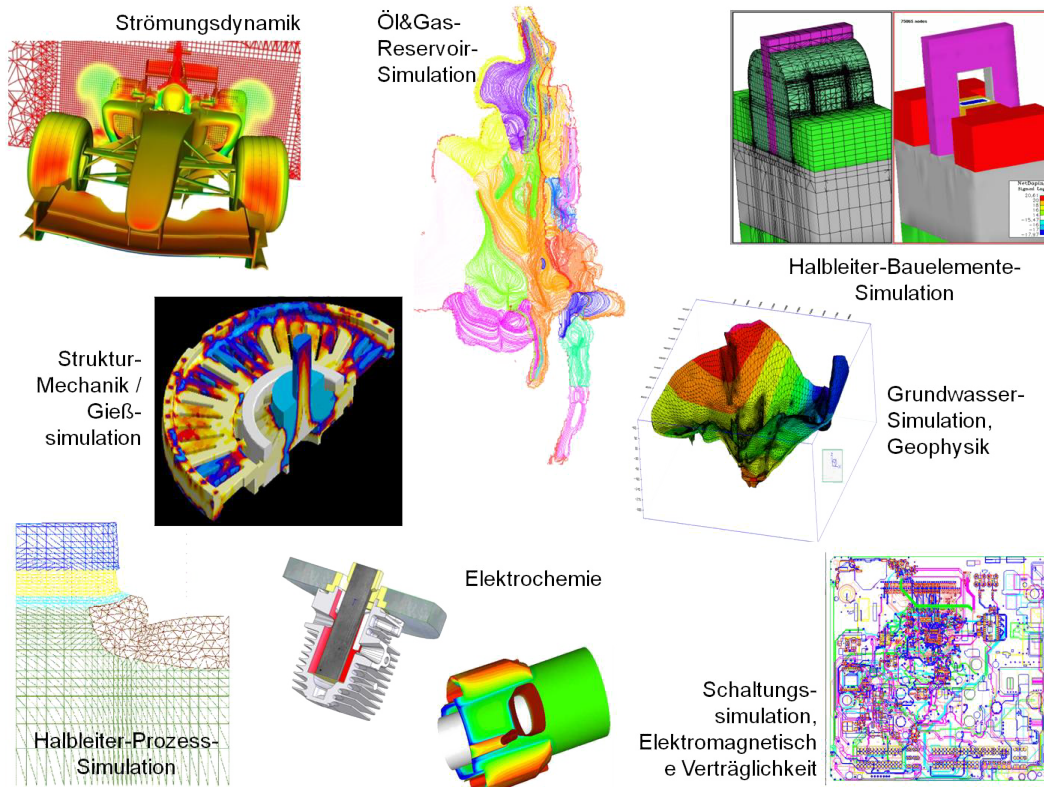 Strömungsdynamik
Öl&Gas-
Reservoir-
Simulation
Halbleiter-Bauelemente-
Simulation
Struktur-
Mechanik /
Gieß-
simulation
Grundwasser-
Simulation,
Geophysik
Elektrochemie
Halbleiter-Prozess-
Simulation
Schaltungs-
simulation,
Elektromagnetisch
e Verträglichkeit